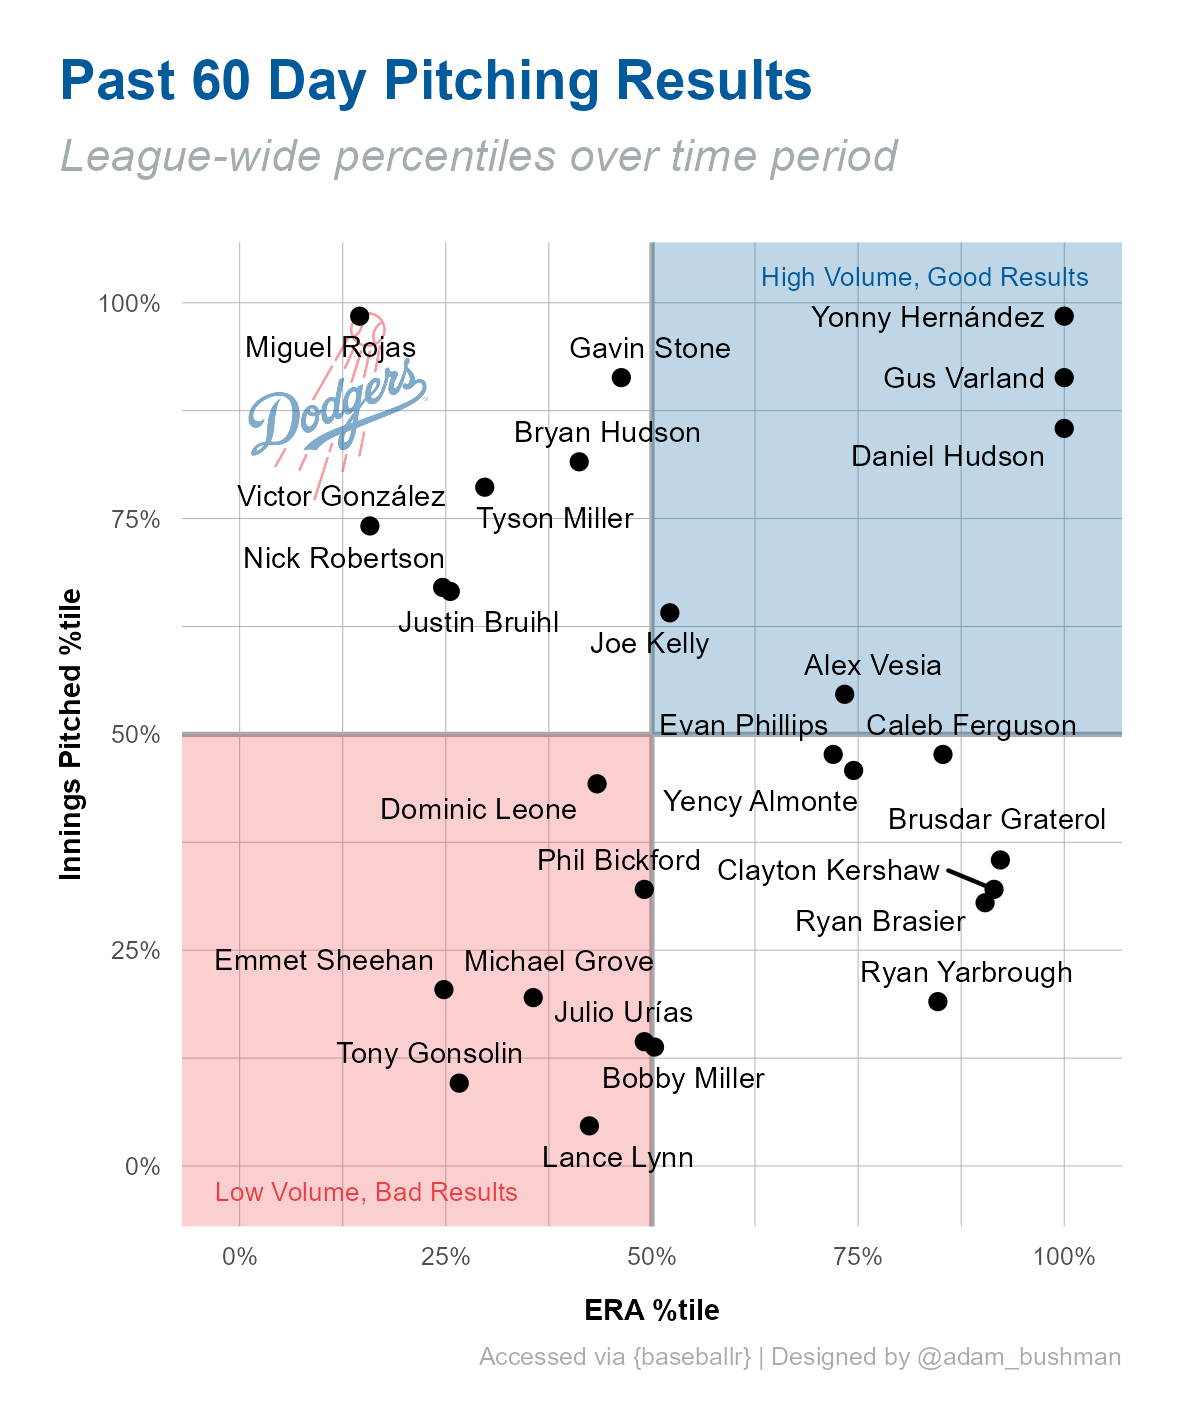 Past 60 Day Pitching Results
League-wide percentiles over time period
High Volume, Good Results
100%
Yonny Hernández
Miguel Rojas
Gavin Stone
Dodgers
Gus Varland
Bryan Hudson
Daniel Hudson
Victor González
75%
Tyson Miller
Nick Robertson
Justin Bruihl
Joe Kelly
Alex Vesia
Innings Pitched %tile
50%
Evan Phillips
Caleb Ferguson
Yency Almonte
Dominic Leone
Brusdar Graterol
Phil Bickford
Clayton Kershaw
Ryan Brasier
25%
Emmet Sheehan
Michael Grove
Ryan Yarbrough
Julio Urías
Tony Gonsolin
Bobby Miller
Lance Lynn
0%
Low Volume, Bad Results
0%
25%
50%
75%
100%
ERA %tile
Accessed via {baseballr} | Designed by @adam_bushman